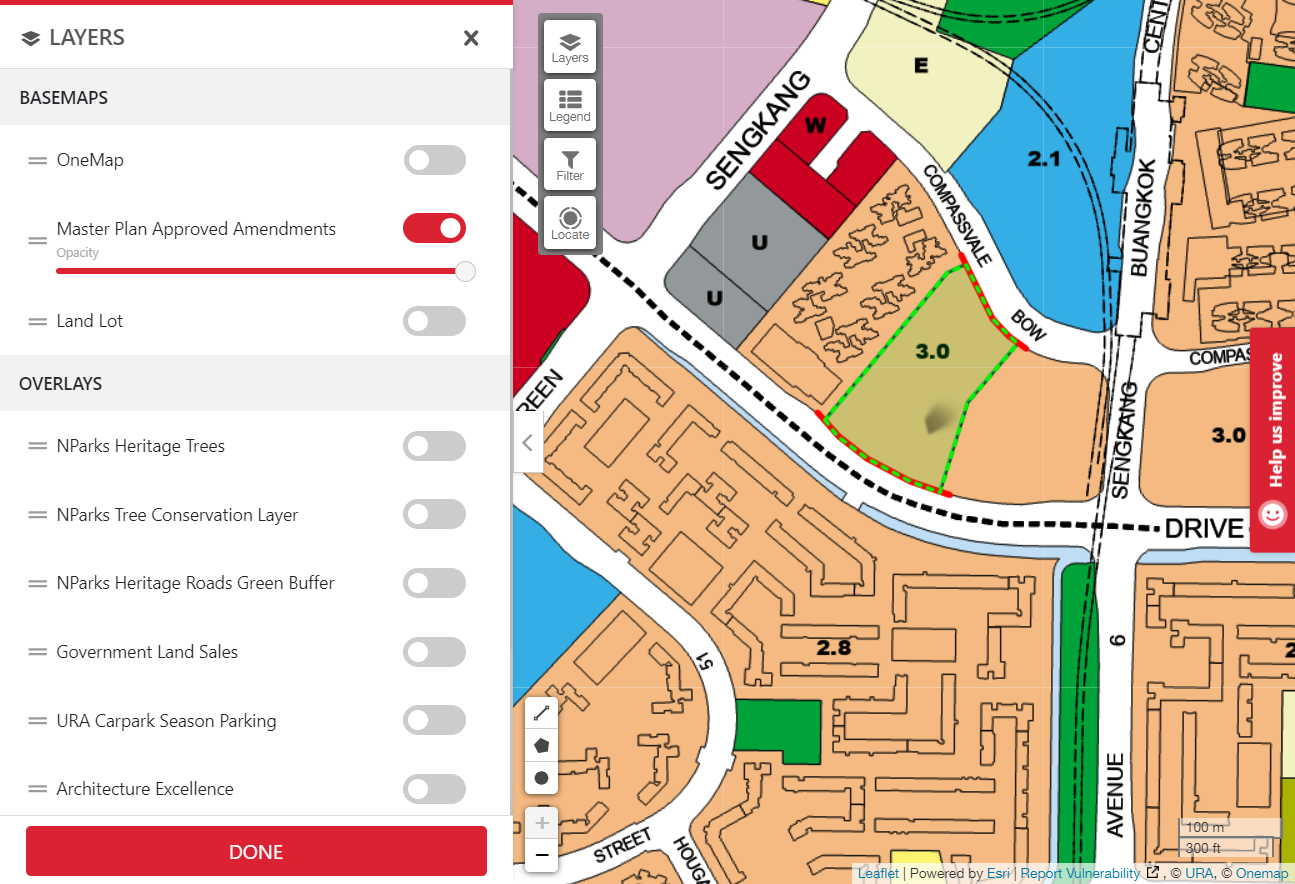 LAYERS
BASEMAPS
OneMap
Master Plan Approved Amendments
Opacity
Land Lot
OVERLAYS
NParks Heritage Trees
NParks Tree Conservation Layer
NParks Heritage Roads Green Buffer
Government Land Sales
URA Carpark Season Parking
Architecture Excellence
DONE
Layers
Legend
Filter
Locate
SENGKANG
E
W
2.1
CENT
COMPASSVALE
BOW
BUANGKOK
U
U
3.0
COMPAS
REEN
SENGKANG
3.0
Help us improve
DRIVE
6
2.8
2
51
AVENUE
STREET
HOUGA
100 m
300 ft
Leaflet | Powered by Esri | Report Vulnerability , © URA, © Onemap